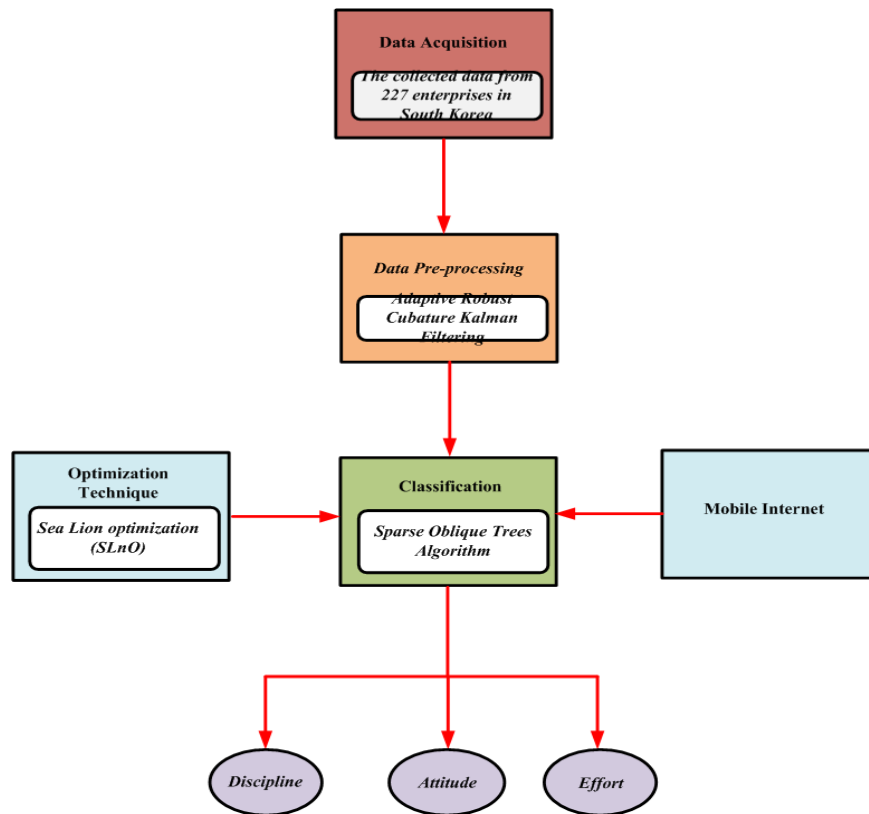 Data Acquisition
The collected data from
227 enterprises in
South Korea
Data Pre-processing
Adaptive Robust
Cubature Kalman
Filtering
Optimization
Technique
Sea Lion optimization
(SLnO)
Classification
Sparse Oblique Trees
Algorithm
Mobile Internet
Discipline
Attitude
Effort